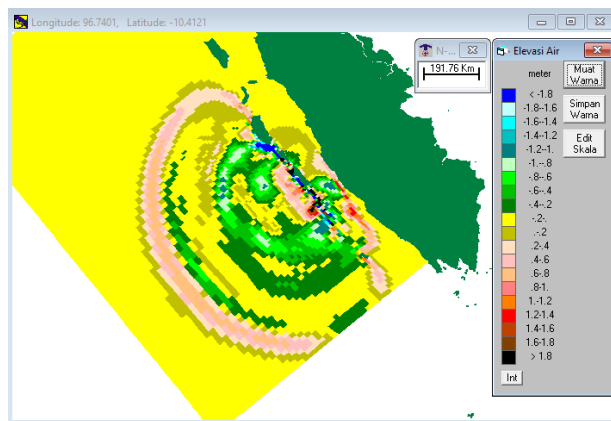 Longitude: 96.7401, Latitude: -10.4121
N-...
191.76 Km
Elevasi Air
meter
< -1.8
-1.8--1.6
-1.6--1.4
-1.4--1.2
-1.2--1.
-1.--.8
-.8--.6
-.6--.4
-.4--.2
-.2-.
.-.2
.2-.4
.4-.6
.6-.8
.8-1.
1.-1.2
1.2-1.4
1.4-1.6
1.6-1.8
> 1.8
Muat
Warna
Simpan
Warna
Edit
Skala
Int